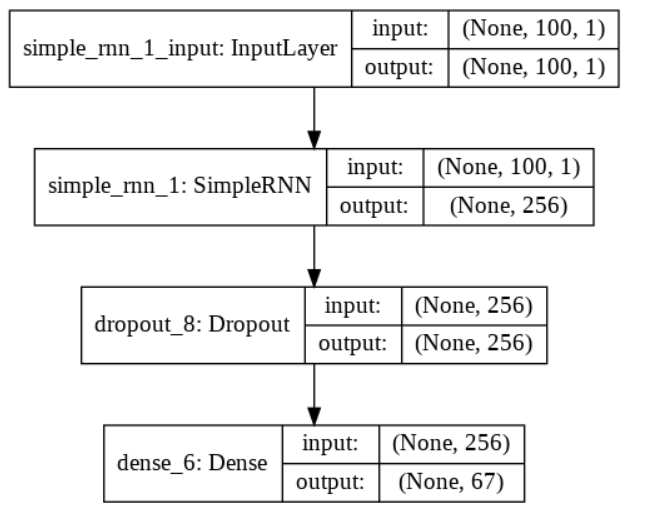 simple_rnn_1_input: InputLayer
input: (None, 100, 1)
output: (None, 100, 1)
simple_rnn_1: SimpleRNN
input: (None, 100, 1)
output: (None, 256)
dropout_8: Dropout
input: (None, 256)
output: (None, 256)
dense_6: Dense
input: (None, 256)
output: (None, 67)